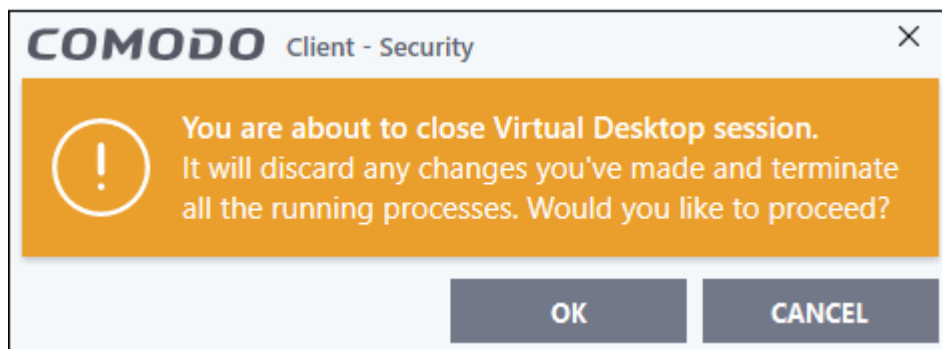 COMODO Client - Security
You are about to close Virtual Desktop session.
It will discard any changes you've made and terminate
all the running processes. Would you like to proceed?
OK CANCEL